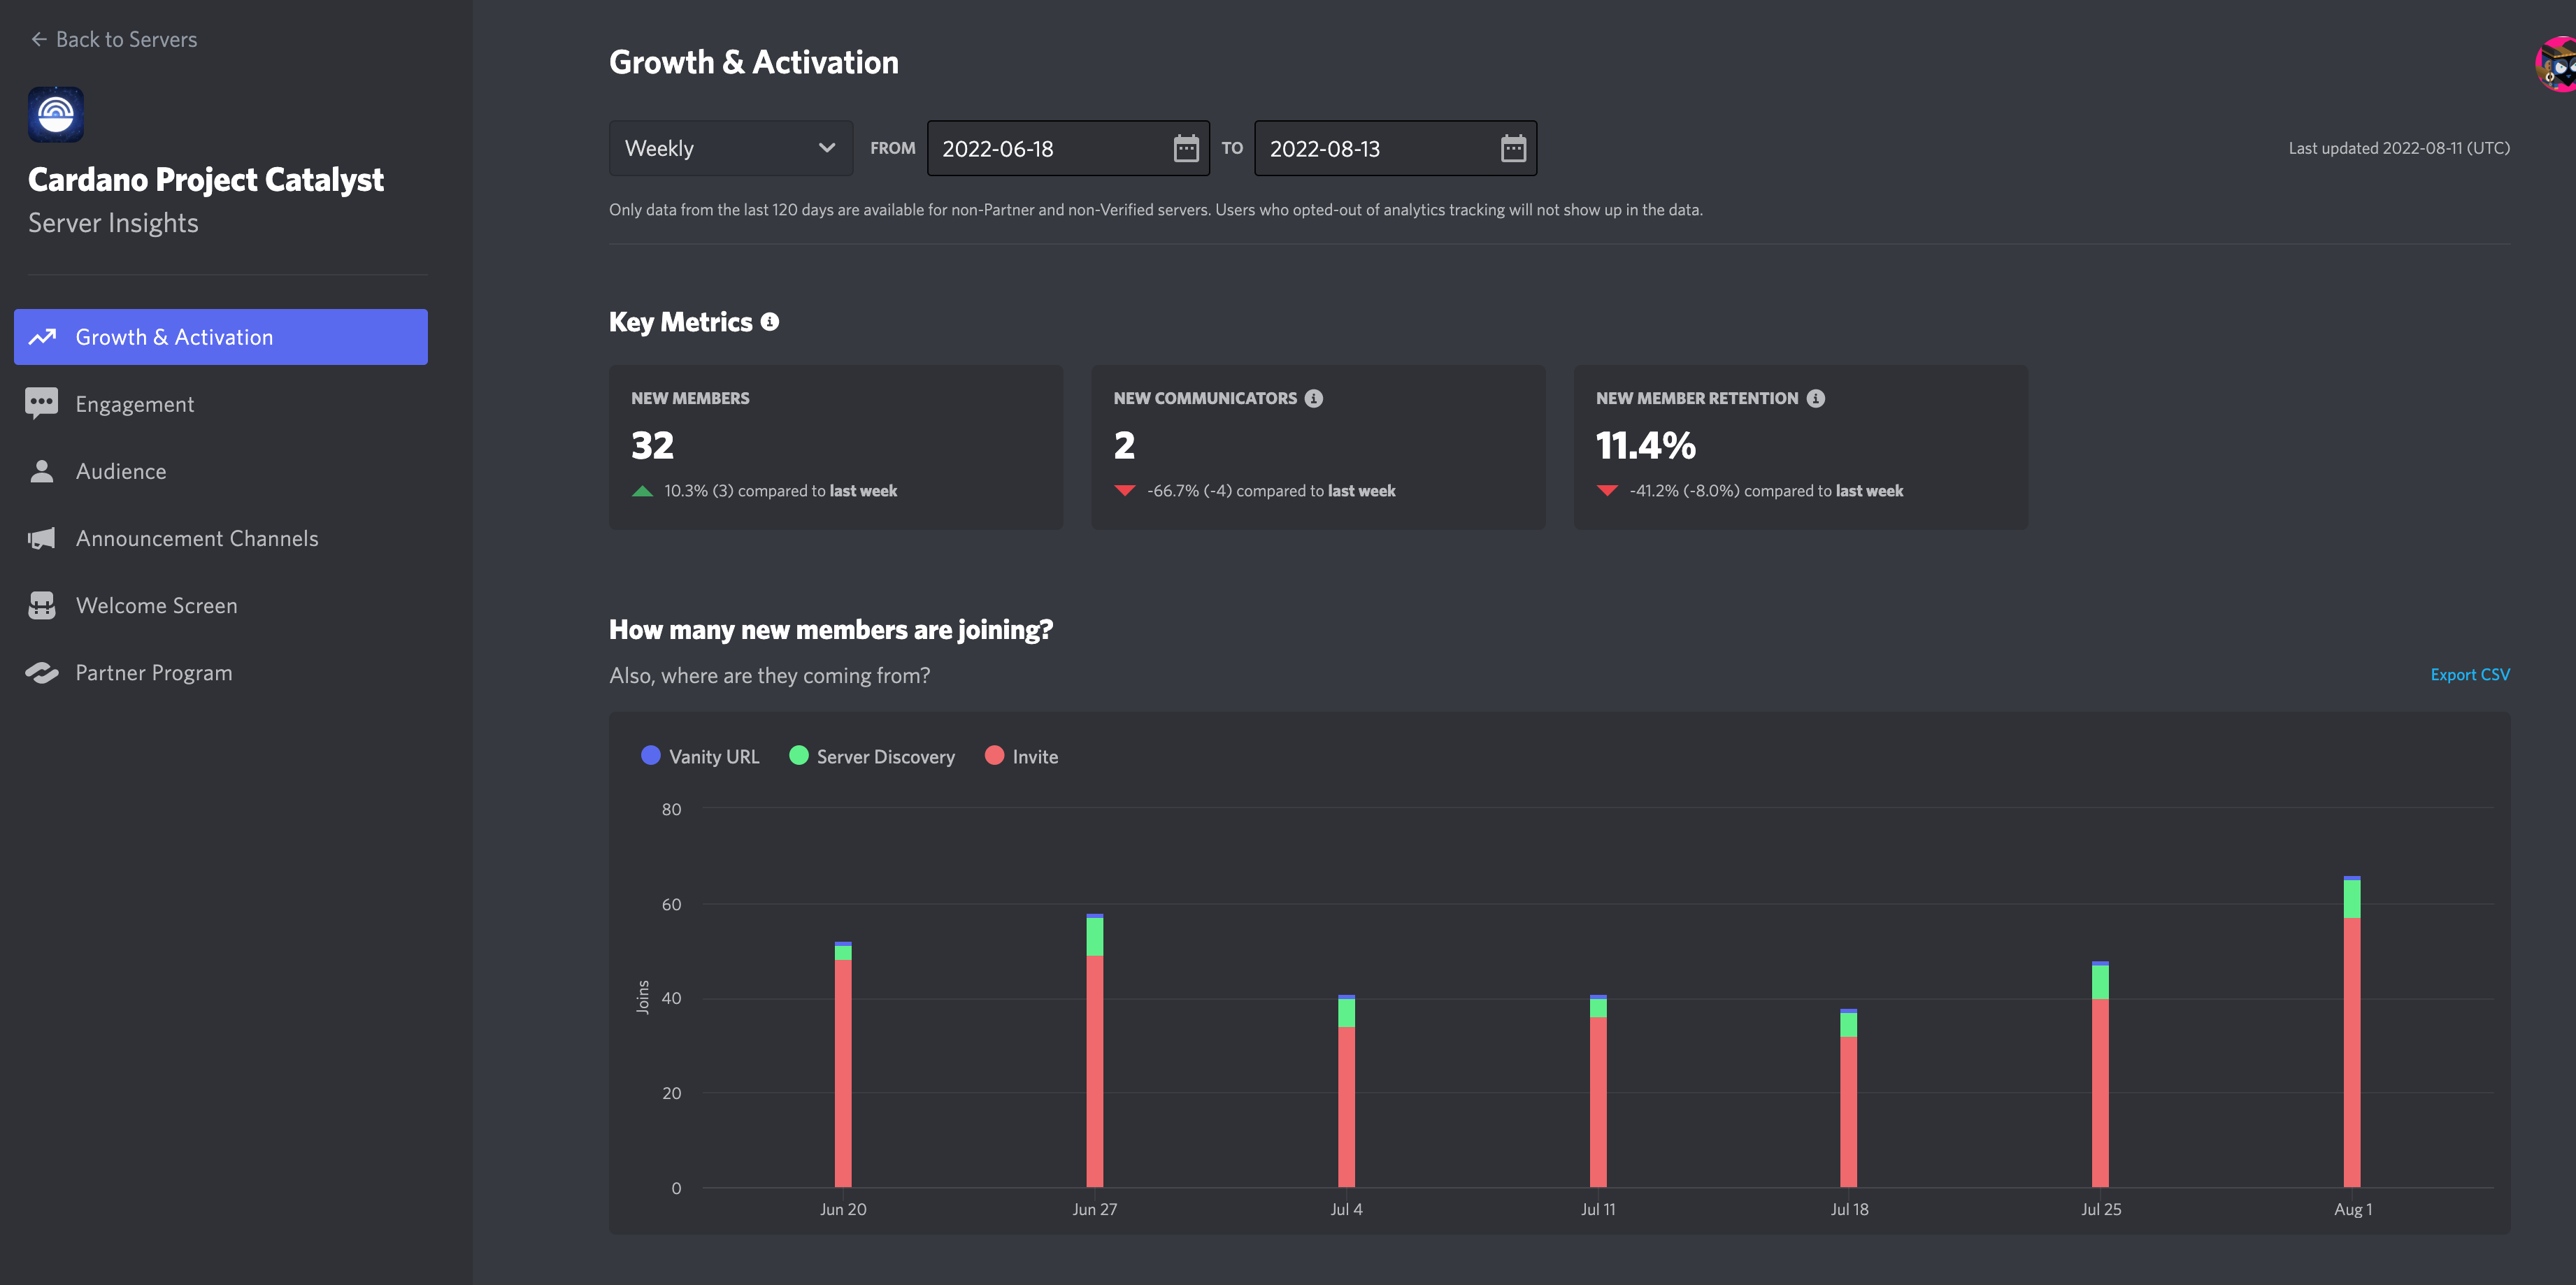 Back to Servers
Cardano Project Catalyst
Server Insights
Growth & Activation
Engagement
Audience
Announcement Channels
Welcome Screen
Partner Program
Growth & Activation
Weekly FROM 2022-06-18 TO 2022-08-13 Last updated 2022-08-11 (UTC)
Only data from the last 120 days are available for non-Partner and non-Verified servers. Users who opted-out of analytics tracking will not show up in the data.
Key Metrics
NEW MEMBERS
32
10.3% (3) compared to last week
NEW COMMUNICATORS
2
-66.7% (-4) compared to last week
NEW MEMBER RETENTION
11.4%
-41.2% (-8.0%) compared to last week
How many new members are joining?
Also, where are they coming from?
Export CSV
Vanity URL Server Discovery Invite
80
60
40
20
0
Joins
Jun 20 Jun 27 Jul 4 Jul 11 Jul 18 Jul 25 Aug 1